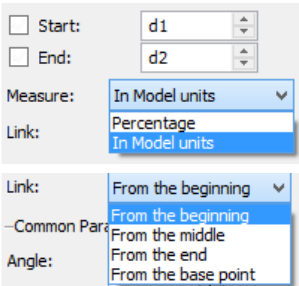 Start: d1
End: d2
Measure: In Model units
Percentage
Link: In Model units
Link: From the beginning
From the beginning
Common Para From the middle
From the end
Angle: From the base point